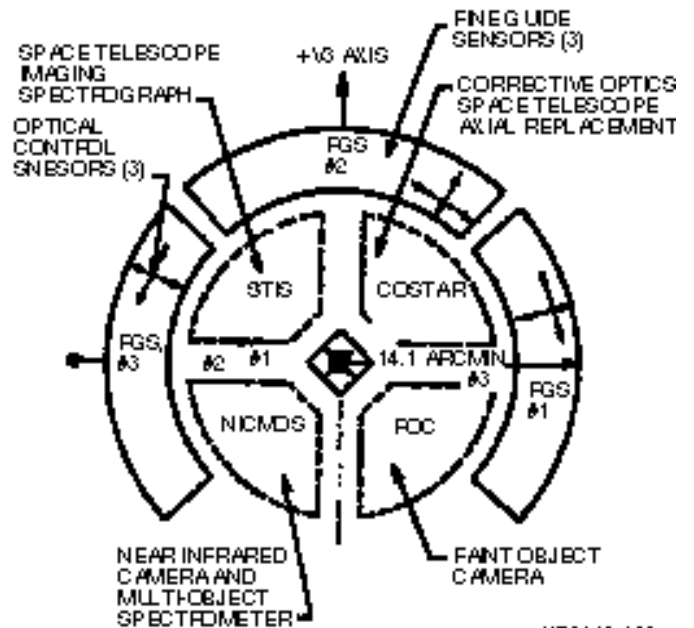 FINE GUIDE
SENSORS (3)
SPACE TELESCOPE
IMAGING
SPECTROGRAPH
+V3 AXIS
CORRECTIVE OPTICS
SPACE TELESCOPE
AXIAL REPLACEMENT
OPTICAL
CONTROL
SNESORS (3)
FGS
#2
STIS
COSTAR
FGS
#3
#2
#1
14.1 ARCMIN
#3
FGS
#1
NICMOS
FOC
NEAR INFRARED
CAMERA AND
MULTI-OBJECT
SPECTROMETER
FAINT OBJECT
CAMERA